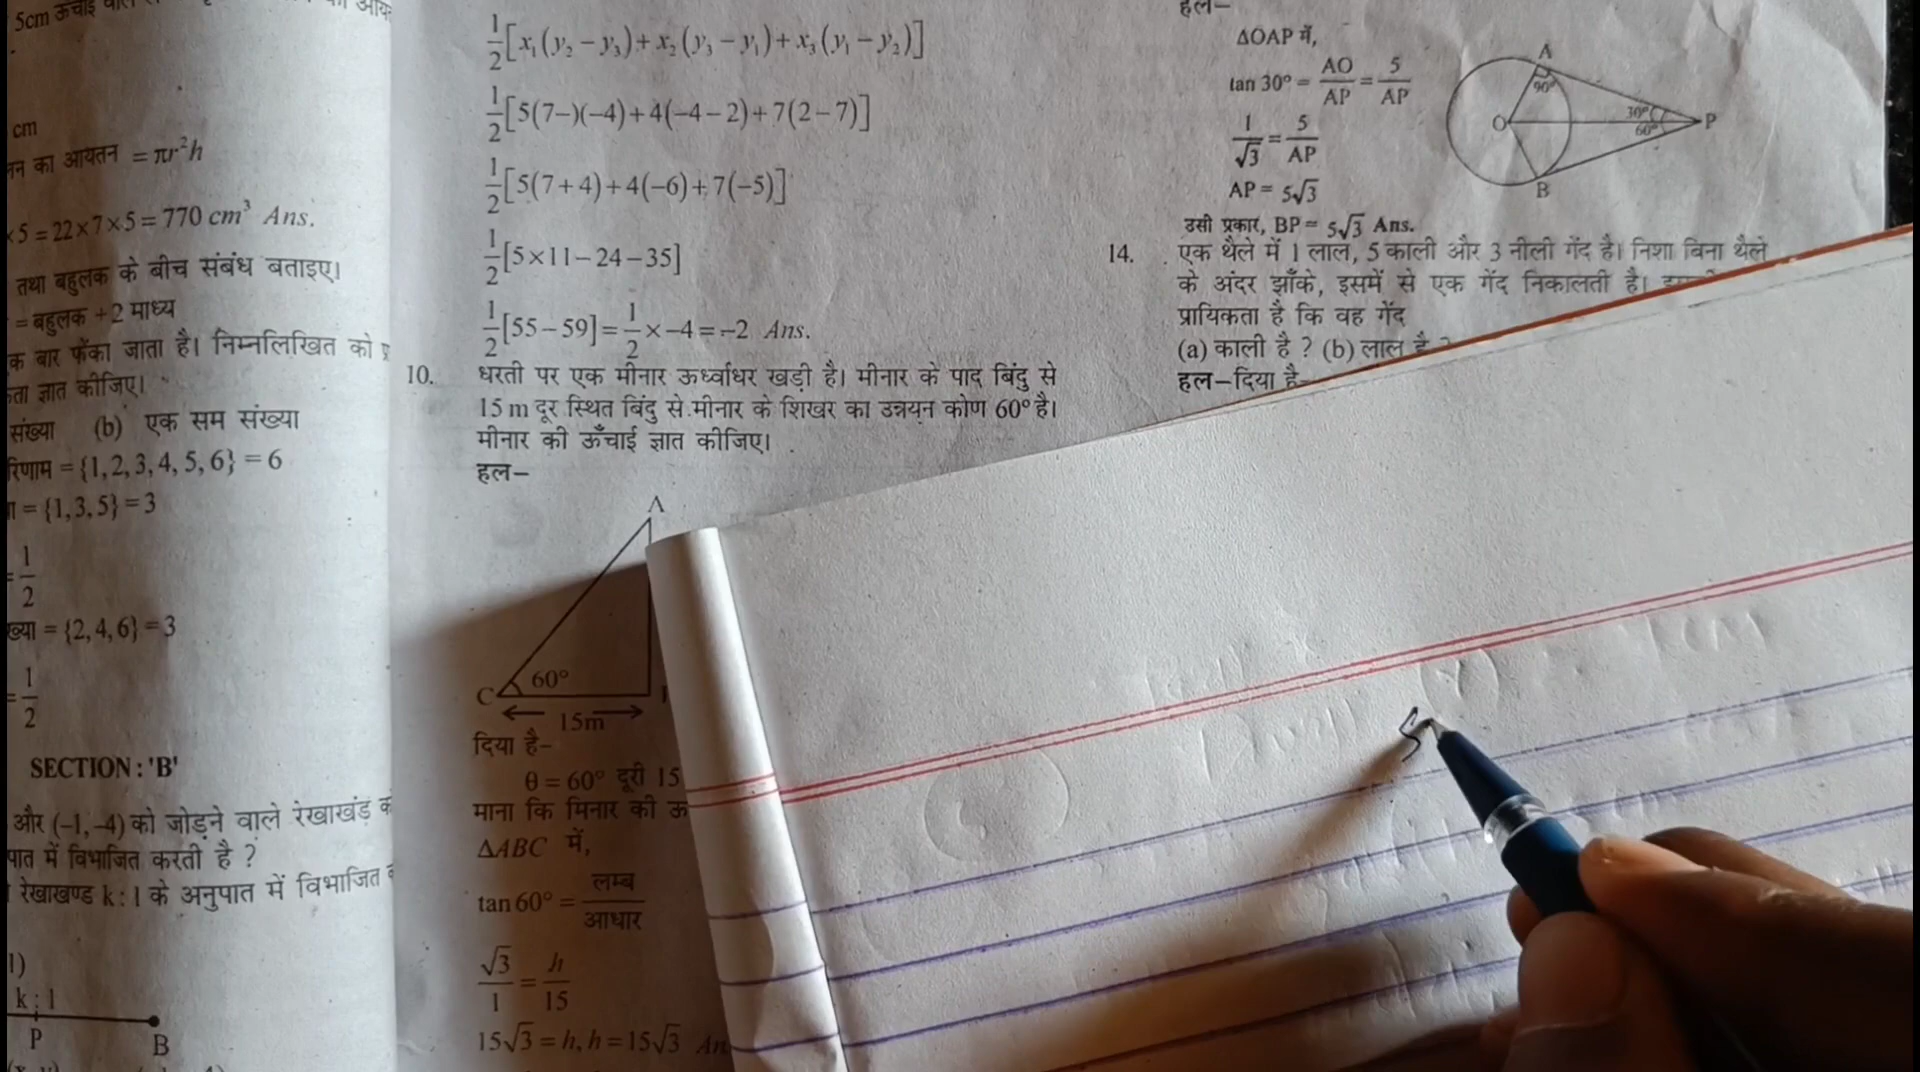 5cm ऊंचाई
cm
का आयतन = πr²h
×5 = 22×7×5 = 770 cm³ Ans.
तथा बहुलक के बीच संबंध बताइए।
= बहुलक +2 माध्य
क बार फेंका जाता है। निम्नलिखित को
ज्ञात कीजिए।
संख्या (b) एक सम संख्या
= {1, 2, 3, 4, 5, 6} = 6
= {1, 3, 5} = 3
= 1/2
= {2, 4, 6} = 3
= 1/2
SECTION : 'B'
और (–1, –4) को जोड़ने वाले रेखाखंड
में विभाजित करती है ?
रेखाखण्ड k : 1 के अनुपात में विभाजित
1)
k : 1
P
B
1/2[x₁(y₂ – y₃) + x₂(y₃ – y₁) + x₃(y₁ – y₂)]
1/2[5(7–)(–4) + 4(–4 – 2) + 7(2 – 7)]
1/2[5(7 + 4) + 4(–6) + 7(–5)]
1/2[5×11 – 24 – 35]
1/2[55 – 59] = 1/2 × –4 = –2 Ans.
10. धरती पर एक मीनार ऊर्ध्वाधर खड़ी है। मीनार के पाद बिंदु से
15 m दूर स्थित बिंदु से मीनार के शिखर का उन्नयन कोण 60° है।
मीनार की ऊँचाई ज्ञात कीजिए।
हल–
A
C 60°
15m
दिया है–
θ = 60° दूरी 15
माना कि मिनार की
ΔABC में,
tan 60° = लम्ब/आधार
√3/1 = h/15
15√3 = h, h = 15√3
हल–
ΔOAP में,
tan 30° = AO/AP = 5/AP
1/√3 = 5/AP
AP = 5√3
उसी प्रकार, BP = 5√3 Ans.
A
90°
O
30°
60°
P
B
14. एक थैले में 1 लाल, 5 काली और 3 नीली गेंद है। निशा बिना थैले
के अंदर झाँके, इसमें से एक गेंद निकालती है।
प्रायिकता है कि वह गेंद
(a) काली है ? (b) लाल है ?
हल–दिया है–